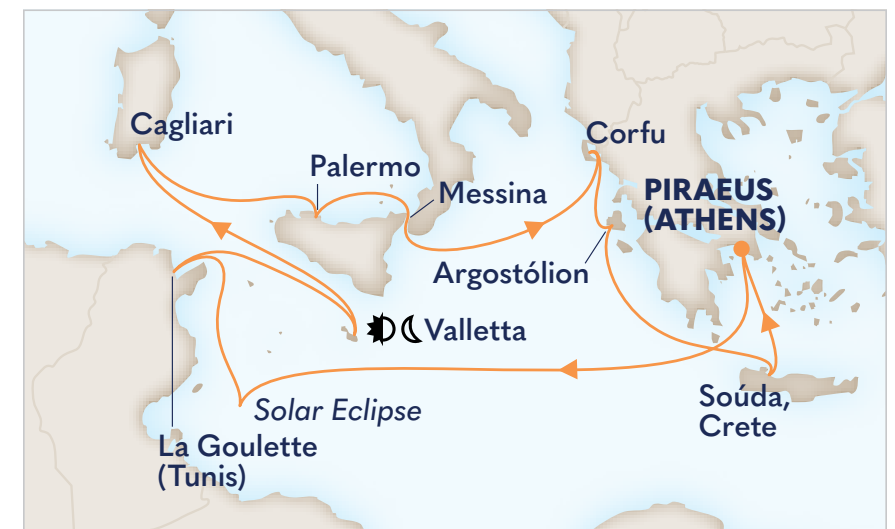 Cagliari
Palermo
Messina
Corfu
PIRAEUS
(ATHENS)
Argostólion
Valletta
Solar Eclipse
La Goulette
(Tunis)
Soúda,
Crete